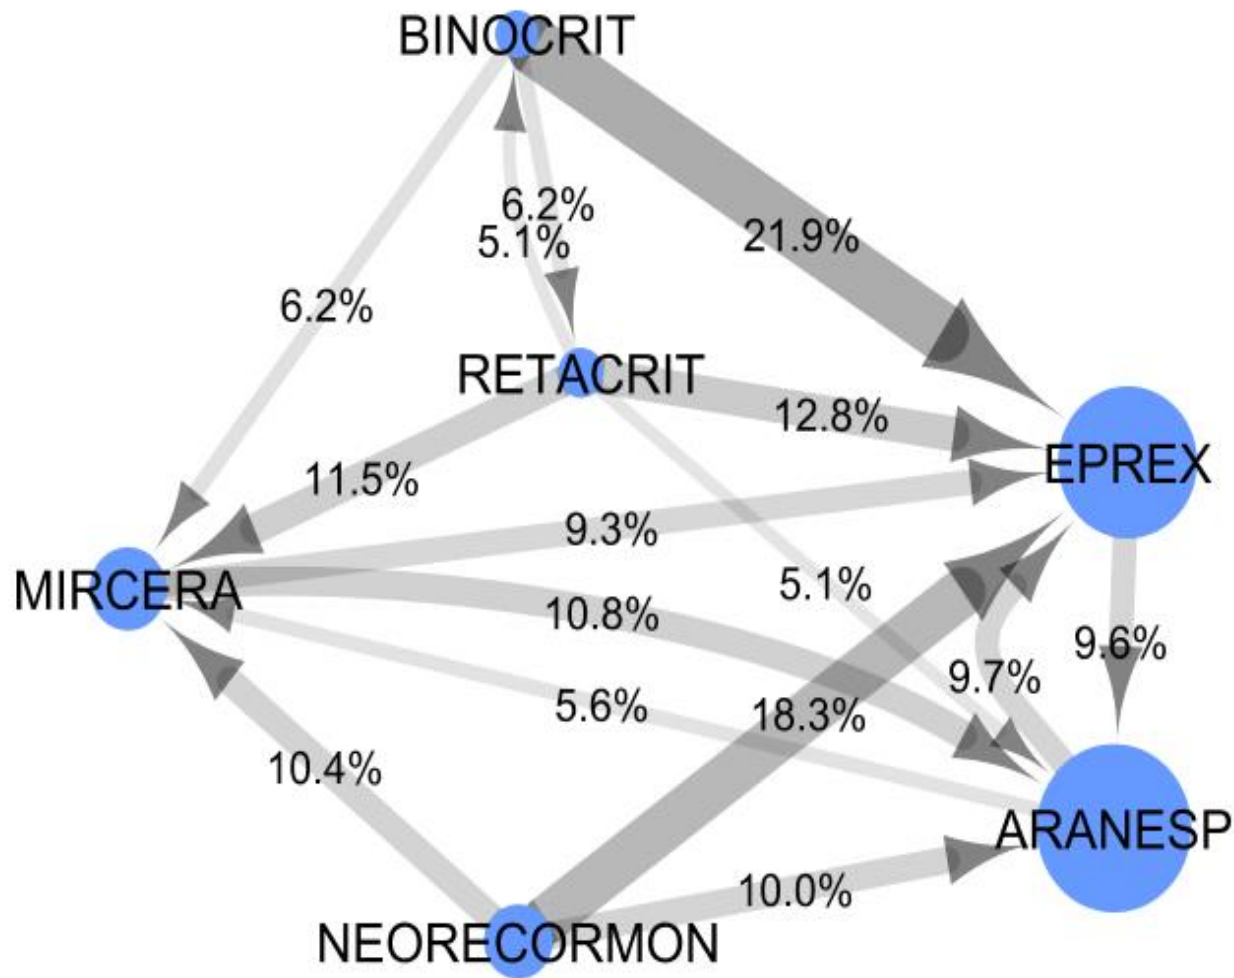 BINOCRIT
6.2%
5.1%
21.9%
6.2%
RETACRIT
12.8%
11.5%
EPREX
9.3%
MIRCERA
10.8%
5.1%
9.6%
9.7%
5.6%
18.3%
10.4%
ARANESP
10.0%
NEORECORMON